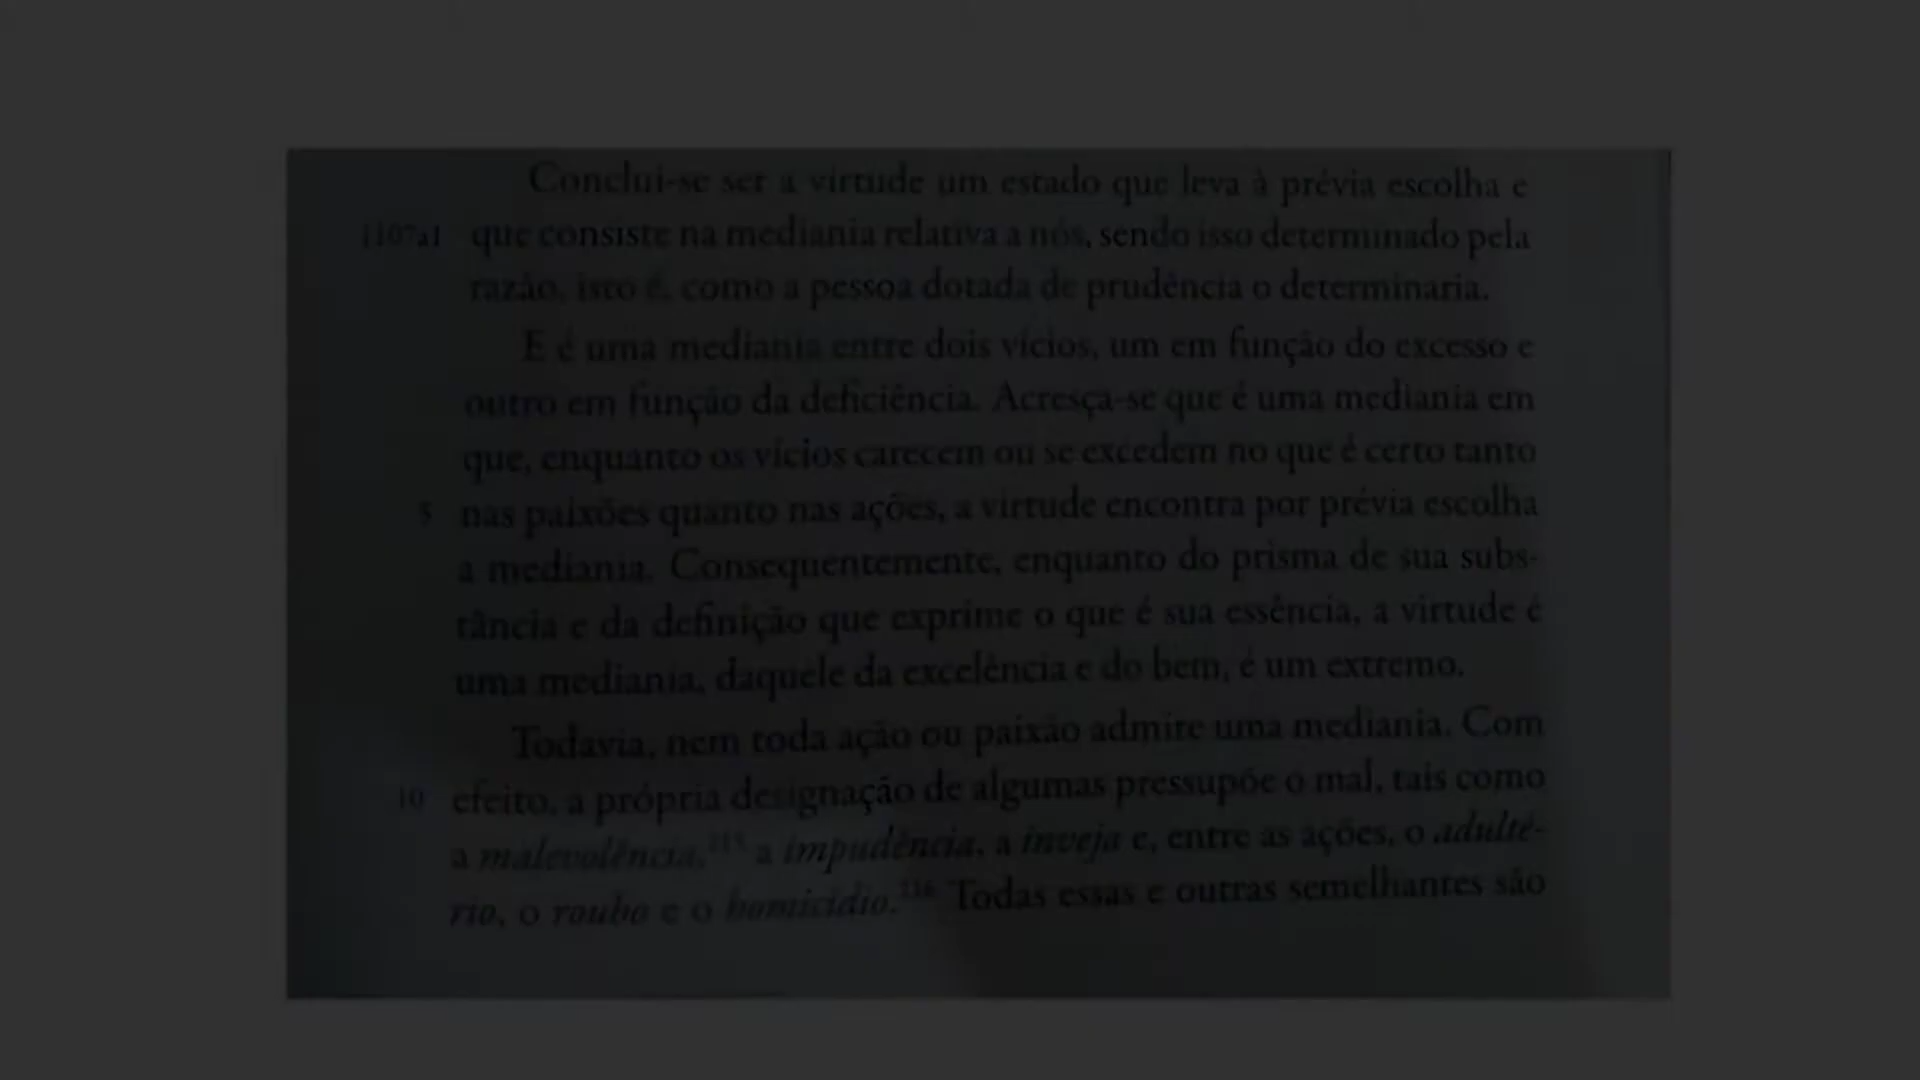 Conclui-se ser a virtude um estado que leva à prévia escolha e
1107a1 que consiste na mediania relativa a nós, sendo isso determinado pela
razão, isto é, como a pessoa dotada de prudência o determinaria.
E é uma mediania entre dois vícios, um em função do excesso e
outro em função da deficiência. Acresça-se que é uma mediania em
que, enquanto os vícios carecem ou se excedem no que é certo tanto
5 nas paixões quanto nas ações, a virtude encontra por prévia escolha
a mediania. Consequentemente, enquanto do prisma de sua subs-
tância e da definição que exprime o que é sua essência, a virtude é
uma mediania, daquele da excelência e do bem, é um extremo.
Todavia, nem toda ação ou paixão admite uma mediania. Com
10 efeito, a própria designação de algumas pressupõe o mal, tais como
a malevolência,¹¹⁵ a impudência, a inveja e, entre as ações, o adulté-
rio, o roubo e o homicídio.¹¹⁶ Todas essas e outras semelhantes são